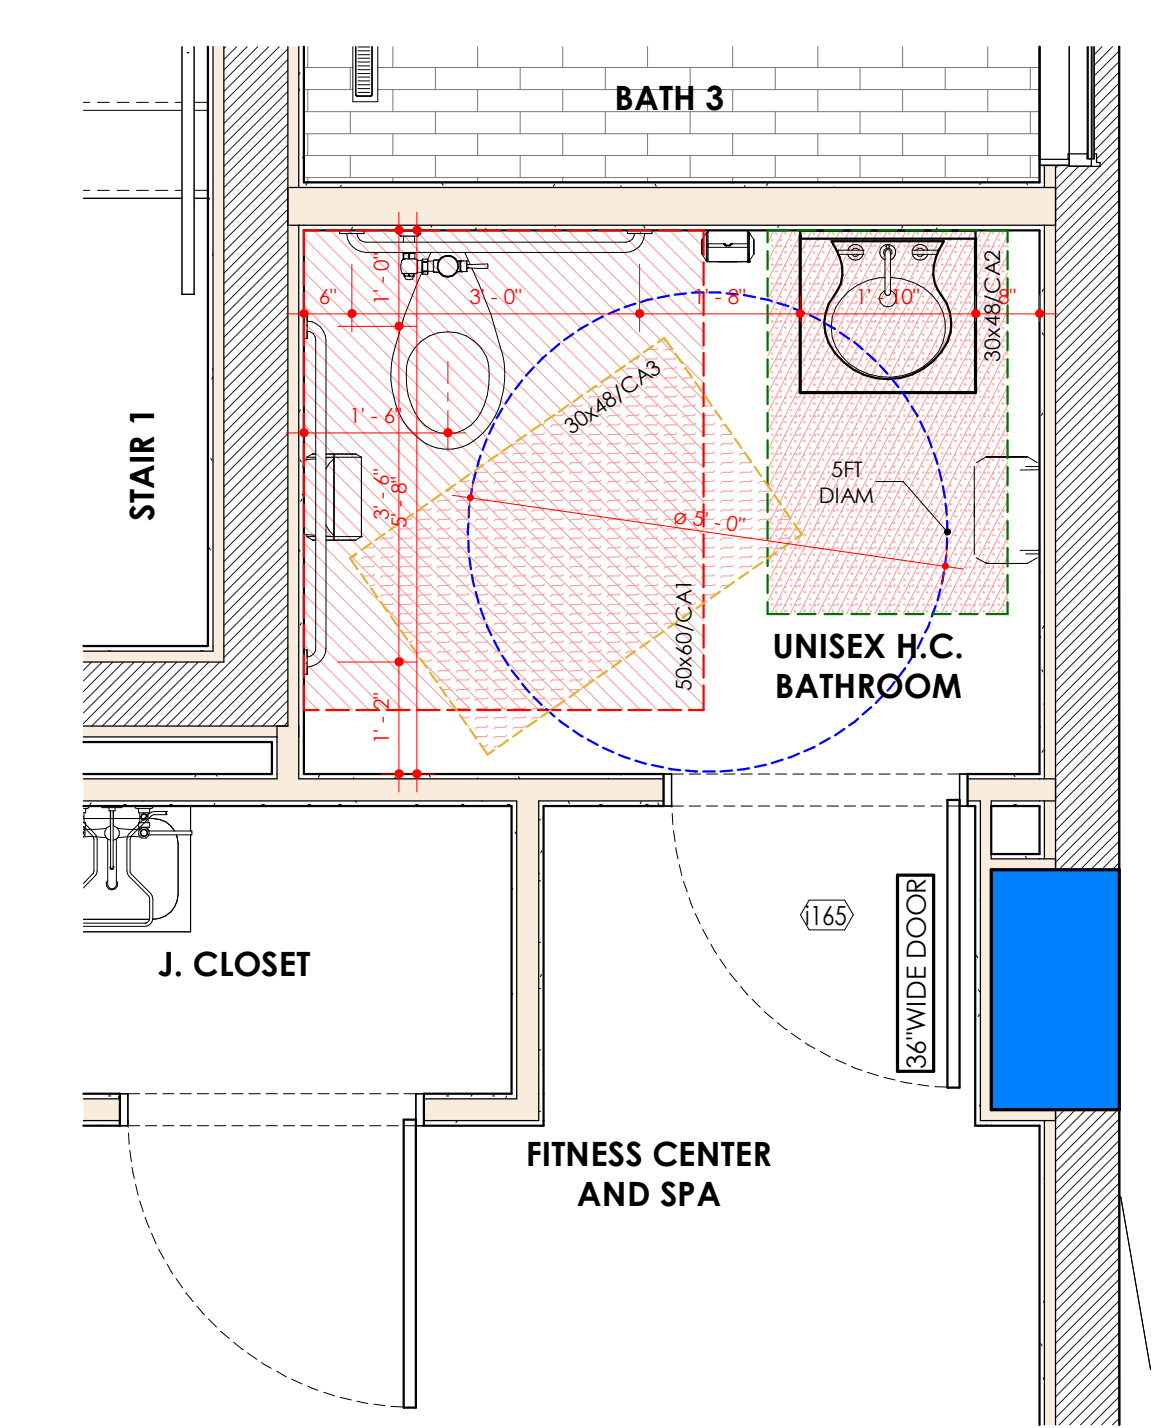 BATH 3
6"
1' - 0"
3' - 0"
1' - 8"
1' - 10"
8"
30x48/CA2
30x48/CA3
STAIR 1
1' - 6"
3' - 6"
5' - 8"
5FT
DIAM
⌀ 5' - 0"
50x60/CA1
UNISEX H.C.
BATHROOM
1' - 2"
i165
36"WIDE DOOR
J. CLOSET
FITNESS CENTER
AND SPA